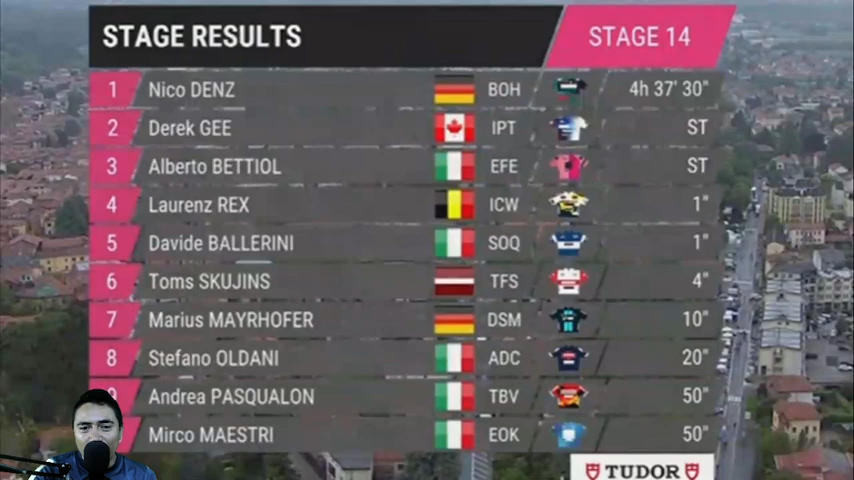 STAGE RESULTS STAGE 14
1 Nico DENZ BOH 4h 37' 30"
2 Derek GEE IPT ST
3 Alberto BETTIOL EFE ST
4 Laurenz REX ICW 1"
5 Davide BALLERINI SOQ 1"
6 Toms SKUJINS TFS 4"
7 Marius MAYRHOFER DSM 10"
8 Stefano OLDANI ADC 20"
9 Andrea PASQUALON TBV 50"
Mirco MAESTRI EOK 50"
TUDOR